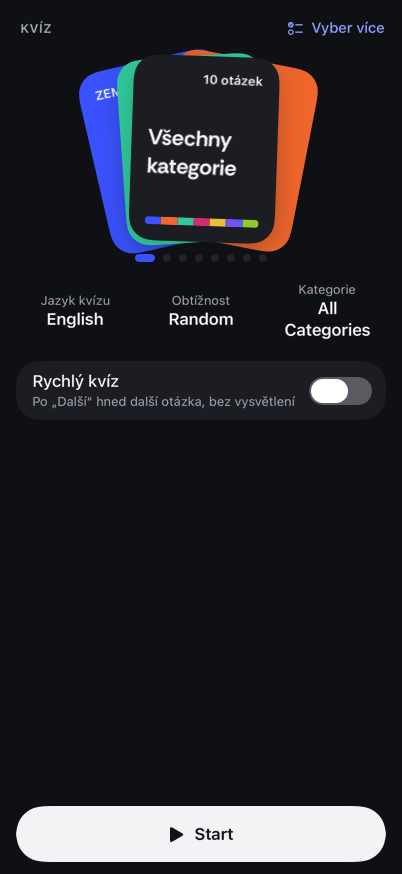 KVÍZ
Vyber více
ZEM
10 otázek
Všechny
kategorie
Jazyk kvízu
English
Obtížnost
Random
Kategorie
All
Categories
Rychlý kvíz
Po „Další“ hned další otázka, bez vysvětlení
Start